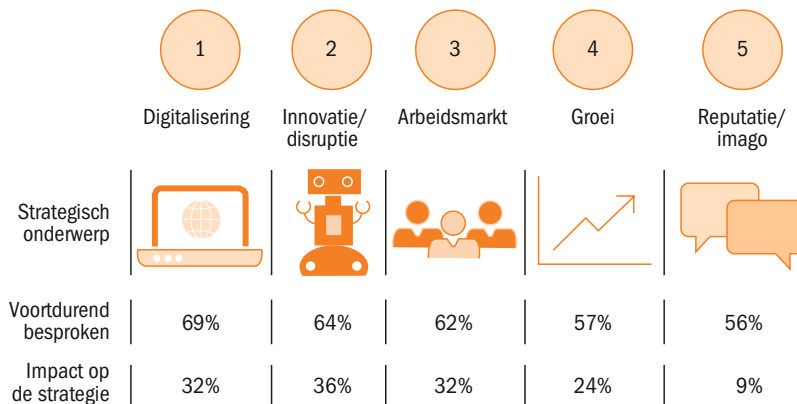 1 2 3 4 5
Digitalisering Innovatie/ Arbeidsmarkt Groei Reputatie/
disruptie imago
Strategisch
onderwerp
Voortdurend
besproken 69% 64% 62% 57% 56%
Impact op
de strategie 32% 36% 32% 24% 9%